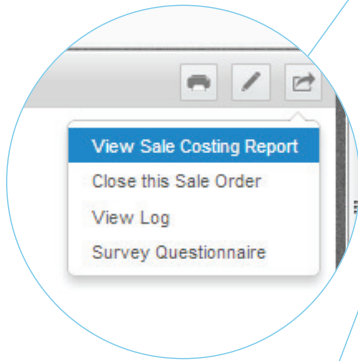 View Sale Costing Report
Close this Sale Order
View Log
Survey Questionnaire